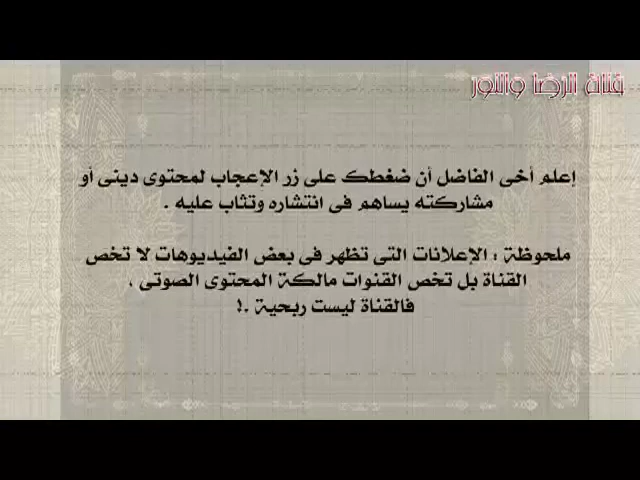 قناة الرضا والنور
إعلم أخى الفاضل أن ضغطك على زر الإعجاب لمحتوى دينى أو
مشاركته يساهم فى انتشاره وتثاب عليه .
ملحوظة : الإعلانات التى تظهر فى بعض الفيديوهات لا تخص
القناة بل تخص القنوات مالكة المحتوى الصوتى ،
فالقناة ليست ربحية .!